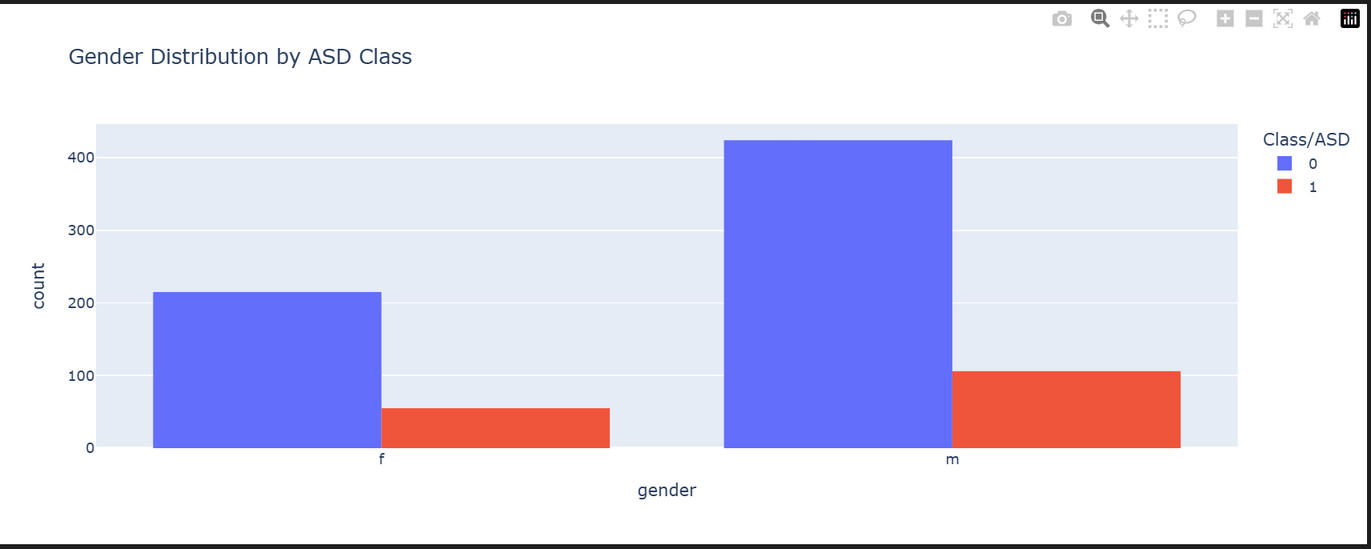 Gender Distribution by ASD Class
count
400
300
200
100
0
f
m
gender
Class/ASD
0
1